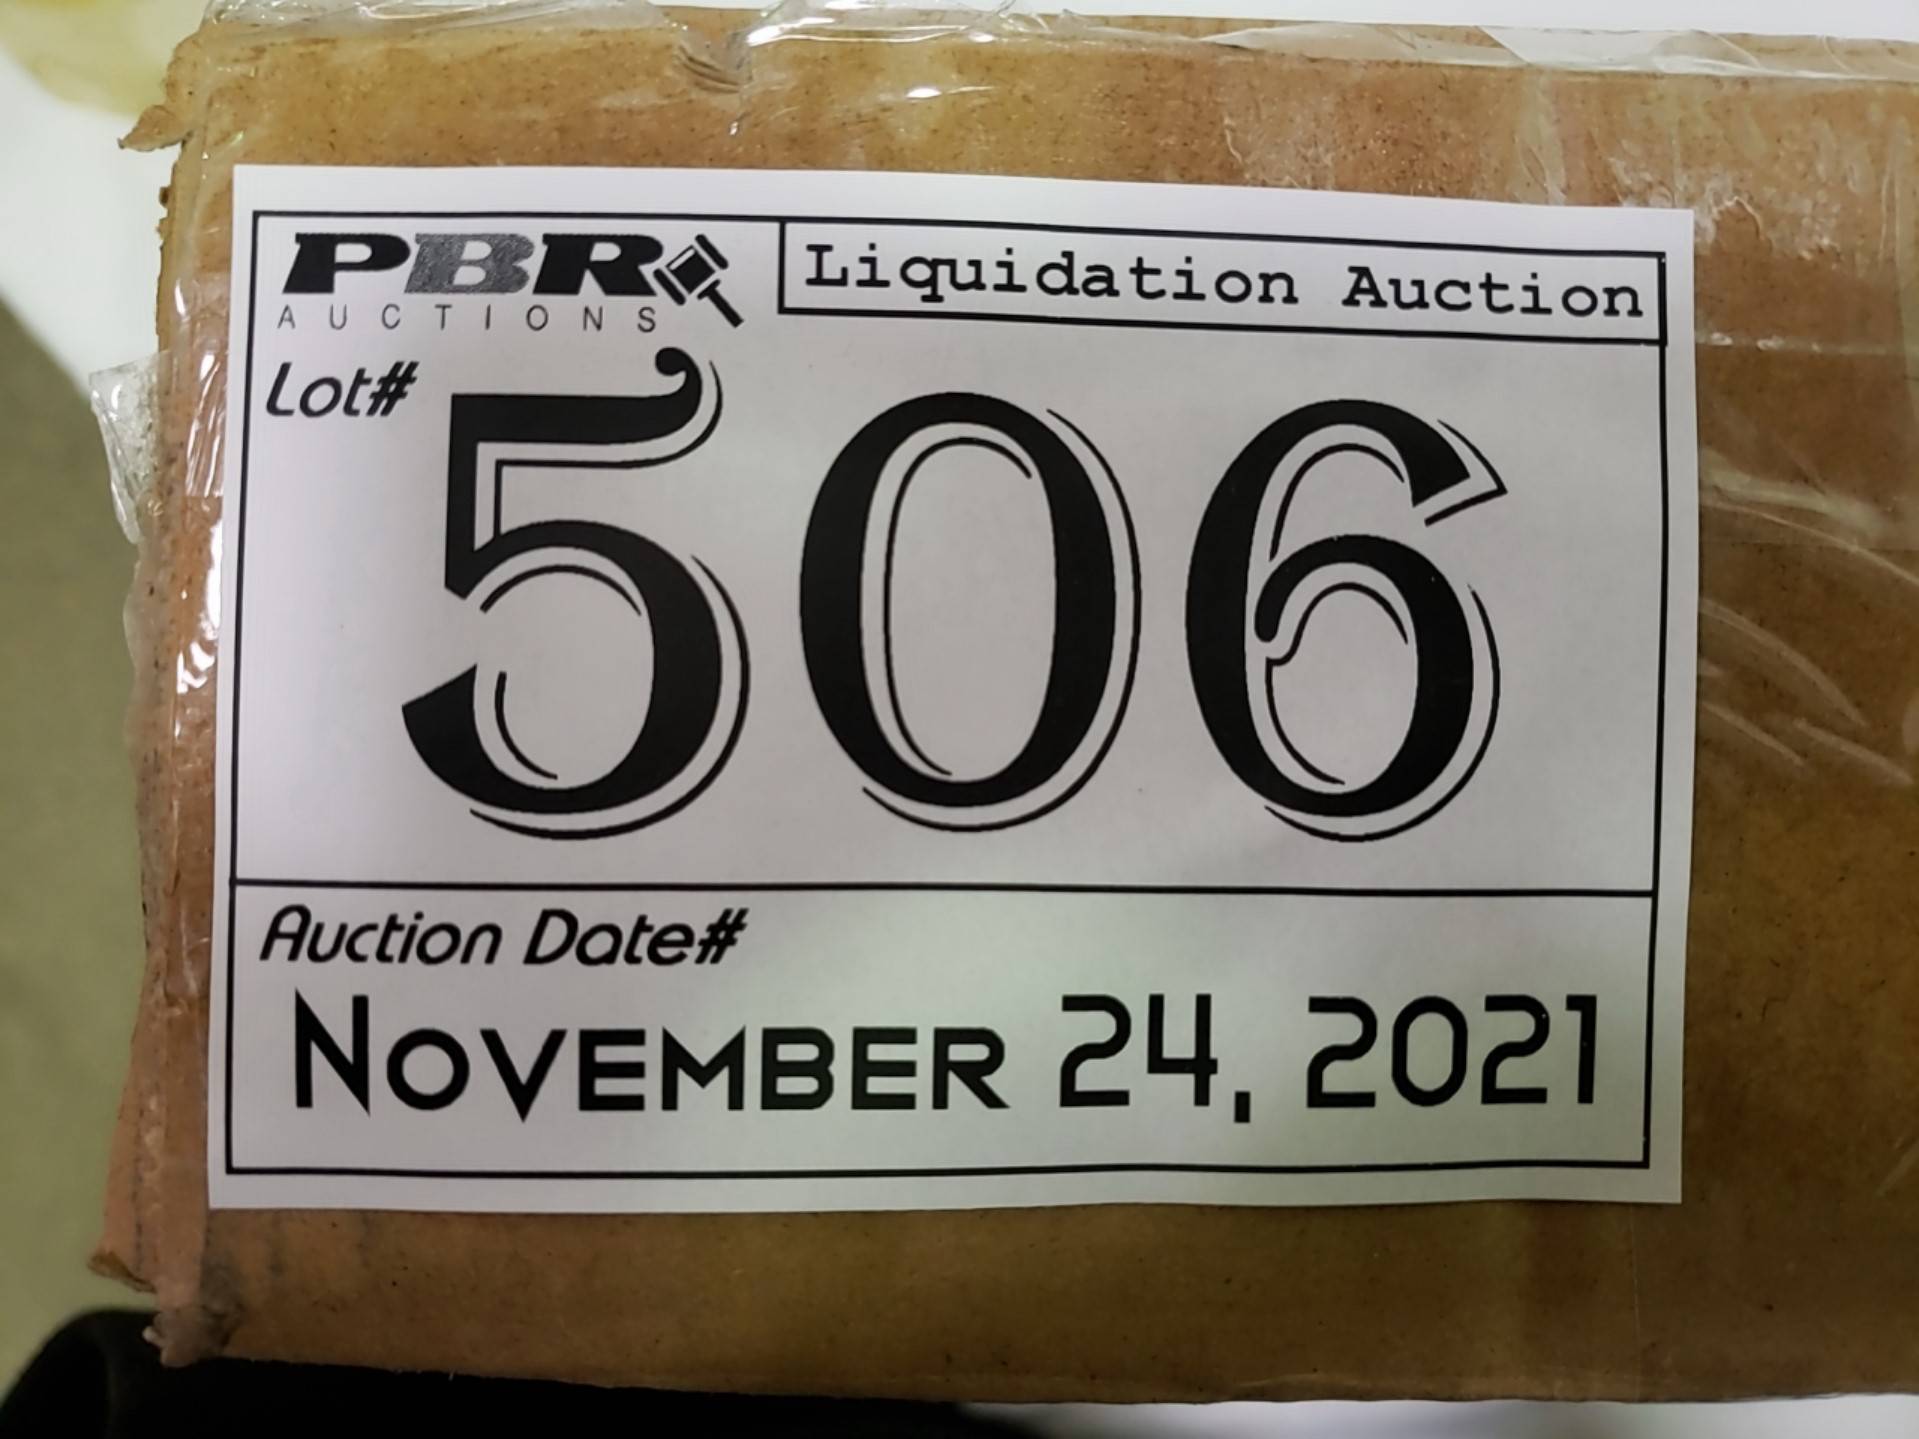 PBR
AUCTIONS
Liquidation Auction
Lot#
506
Auction Date#
NOVEMBER 24, 2021